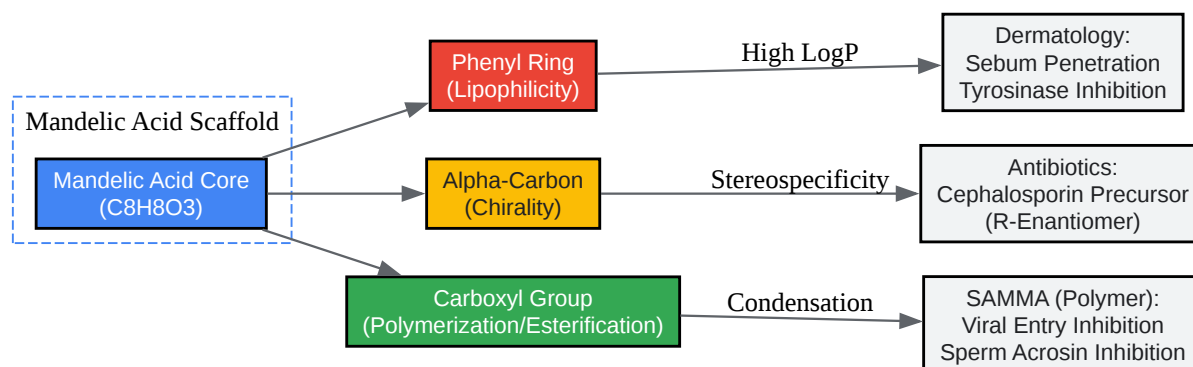 Mandelic Acid Scaffold
Mandelic Acid Core
(C8H8O3)
Phenyl Ring
(Lipophilicity)
High LogP
Dermatology:
Sebum Penetration
Tyrosinase Inhibition
Alpha-Carbon
(Chirality)
Stereospecificity
Antibiotics:
Cephalosporin Precursor
(R-Enantiomer)
Carboxyl Group
(Polymerization/Esterification)
Condensation
SAMMA (Polymer):
Viral Entry Inhibition
Sperm Acrosin Inhibition